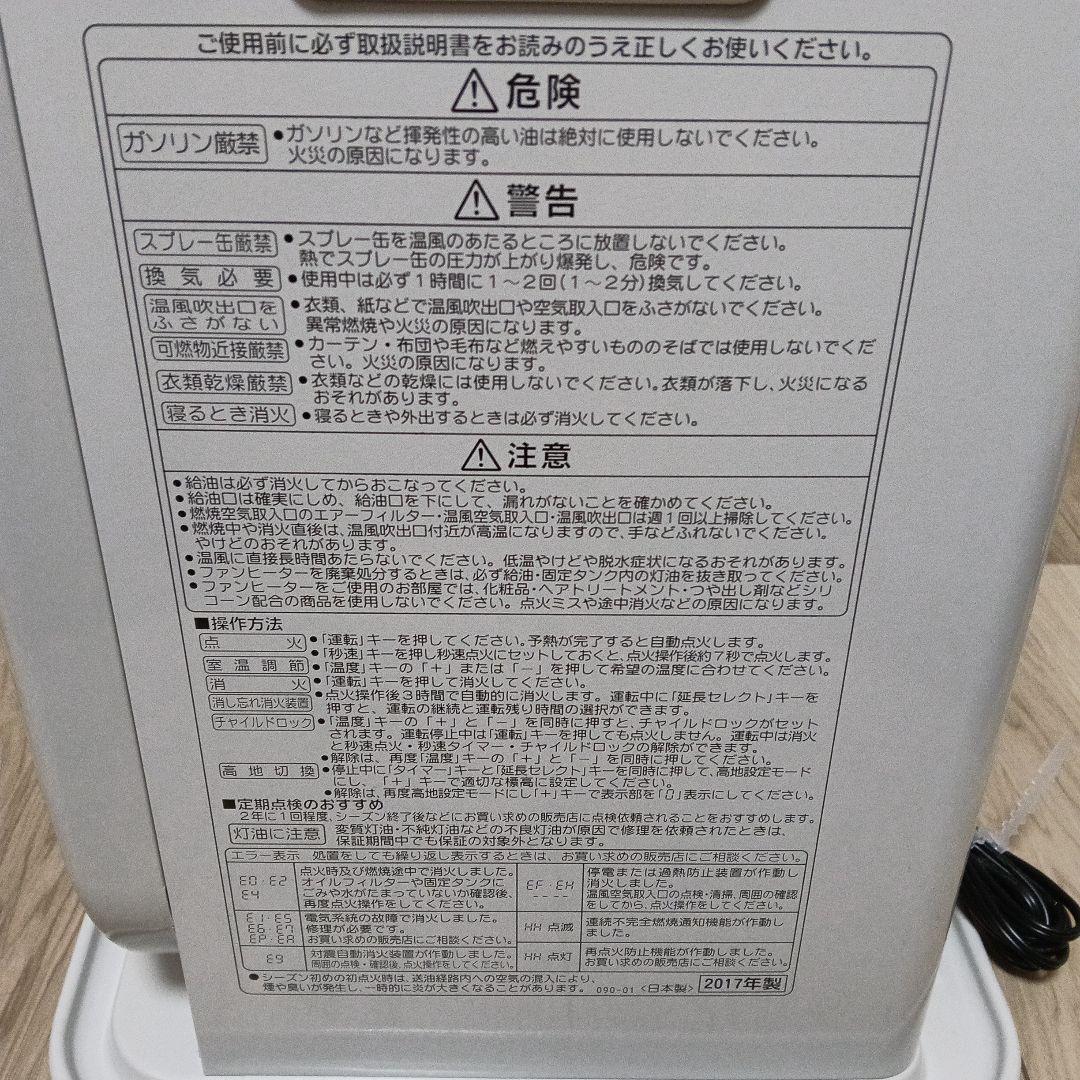 ご使用前に必ず取扱説明書をお読みのうえ正しくお使いください。
⚠危険
ガソリン厳禁
●ガソリンなど揮発性の高い油は絶対に使用しないでください。
火災の原因になります。
⚠警告
スプレー缶厳禁
●スプレー缶を温風のあたるところに放置しないでください。
熱でスプレー缶の圧力が上がり爆発し、危険です。
換気必要
●使用中は必ず1時間に1〜2回(1〜2分)換気してください。
温風吹出口を
ふさがない
●衣類、紙などで温風吹出口や空気取入口をふさがないでください。
異常燃焼や火災の原因になります。
可燃物近接厳禁
●カーテン・布団や毛布など燃えやすいもののそばでは使用しないでくだ
さい。火災の原因になります。
衣類乾燥厳禁
●衣類などの乾燥には使用しないでください。衣類が落下し、火災になる
おそれがあります。
寝るとき消火
●寝るときや外出するときは必ず消火してください。
⚠注意
●給油は必ず消火してからおこなってください。
●給油口は確実にしめ、給油口を下にして、漏れがないことを確かめてください。
●燃焼空気取入口のエアーフィルター・温風空気取入口・温風吹出口は週1回以上掃除してください。
●燃焼中や消火直後は、温風吹出口付近が高温になりますので、手などふれないでください。
やけどのおそれがあります。
●温風に直接長時間あたらないでください。低温やけどや脱水症状になるおそれがあります。
●ファンヒーターを廃棄処分するときは、必ず給油・固定タンク内の灯油を抜き取ってください。
●ファンヒーターをご使用のお部屋では、化粧品・ヘアトリートメント・つや出し剤などシリ
コーン配合の商品を使用しないでください。点火ミスや途中消火などの原因になります。
■操作方法
点火
●「運転」キーを押してください。予熱が完了すると自動点火します。
●「秒速」キーを押し秒速点火にセットしておくと、点火操作後約7秒で点火します。
室温調節
●「温度」キーの「+」または「−」を押して希望の温度に合わせてください。
消火
●「運転」キーを押して消火してください。
消し忘れ消火装置
●点火操作後3時間で自動的に消火します。運転中に「延長セレクト」キーを
押すと、運転の継続と運転残り時間の選択ができます。
チャイルドロック
●「温度」キーの「+」と「−」を同時に押すと、チャイルドロックがセット
されます。運転停止中は「運転」キーを押しても点火しません。運転中は消火
と秒速点火・秒速タイマー・チャイルドロックの解除ができます。
●解除は、再度「温度」キーの「+」と「−」を同時に押してください。
高地切換
●停止中に「タイマー」キーと「延長セレクト」キーを同時に押して、高地設定モード
にし、「+」キーで適切な標高に設定してください。
●解除は、再度高地設定モードにし「+」キーで表示部を「0」表示にしてください。
■定期点検のおすすめ
2年に1回程度、シーズン終了後などにお買い求めの販売店に点検依頼されることをおすすめします。
灯油に注意
変質灯油・不純灯油などの不良灯油が原因で修理を依頼されたときは、
保証期間中でも保証の対象外となります。
エラー表示 処置をしても繰り返し表示するときは、お買い求めの販売店にご相談ください。
E0・E2
E4
点火時及び燃焼途中で消火しました。
オイルフィルターや固定タンクに
ごみや水がたまっていないか確認後、
再度点火操作をしてください。
EF・EH
----
停電または過熱防止装置が作動し
消火しました。
温風空気取入口の点検・清掃、周囲の確認
をしてから、点火操作をしてください。
E1・E5
E6・E7
EP・EA
電気系統の故障で消火しました。
修理が必要です。
お買い求めの販売店にご相談ください。
HH 点滅
連続不完全燃焼通知機能が作動し
ました。
E9
対震自動消火装置が作動しました。
周囲の点検・確認後、点火操作をしてください。
HH 点灯
再点火防止機能が作動しました。
お買い求めの販売店にご相談ください。
●シーズン初めの初点火時は、送油経路内への空気の混入により、
煙や臭いが発生し、一時的に炎が大きくなることがあります。 090-01 <日本製> 2017年製